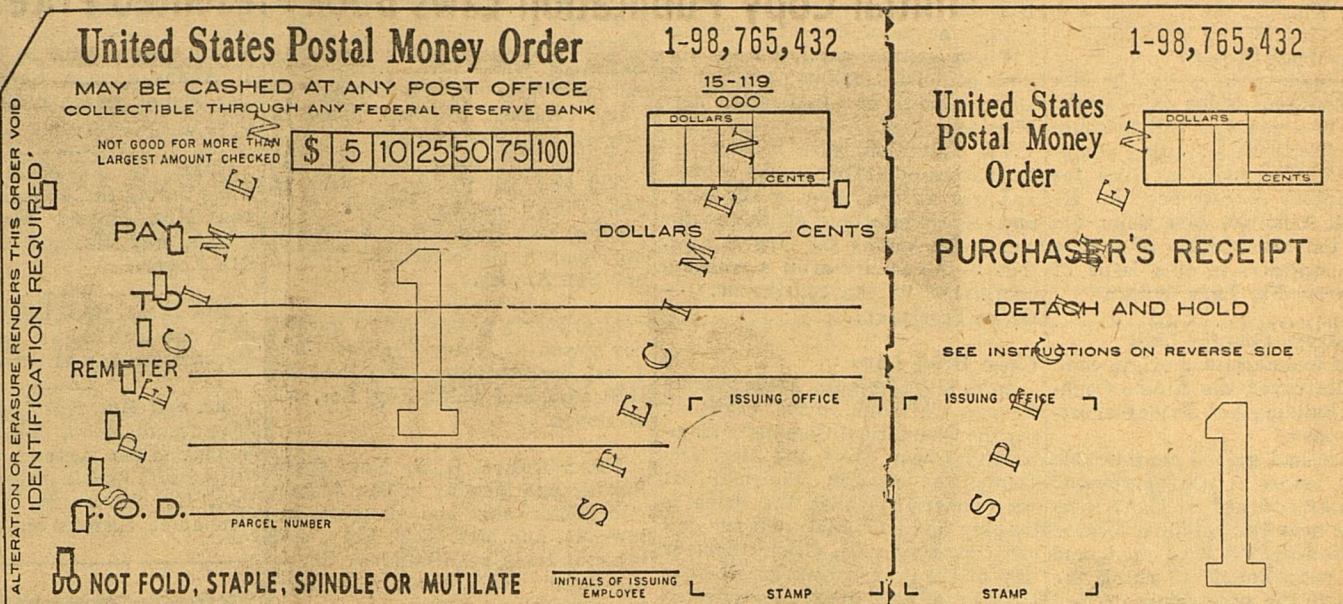 United States Postal Money Order
1-98,765,432
MAY BE CASHED AT ANY POST OFFICE
COLLECTIBLE THROUGH ANY FEDERAL RESERVE BANK
15-119
000
NOT GOOD FOR MORE THAN
LARGEST AMOUNT CHECKED
$ 5 10 25 50 75 100
DOLLARS
CENTS
PAY DOLLARS CENTS
TO
REMITTER
1
ISSUING OFFICE
C. O. D.
PARCEL NUMBER
DO NOT FOLD, STAPLE, SPINDLE OR MUTILATE
INITIALS OF ISSUING
EMPLOYEE
STAMP
ALTERATION OR ERASURE RENDERS THIS ORDER VOID
IDENTIFICATION REQUIRED
SPECIMEN
SPECIMEN
1-98,765,432
United States
Postal Money
Order
DOLLARS
CENTS
PURCHASER'S RECEIPT
DETACH AND HOLD
SEE INSTRUCTIONS ON REVERSE SIDE
ISSUING OFFICE
1
STAMP
SPECIMEN